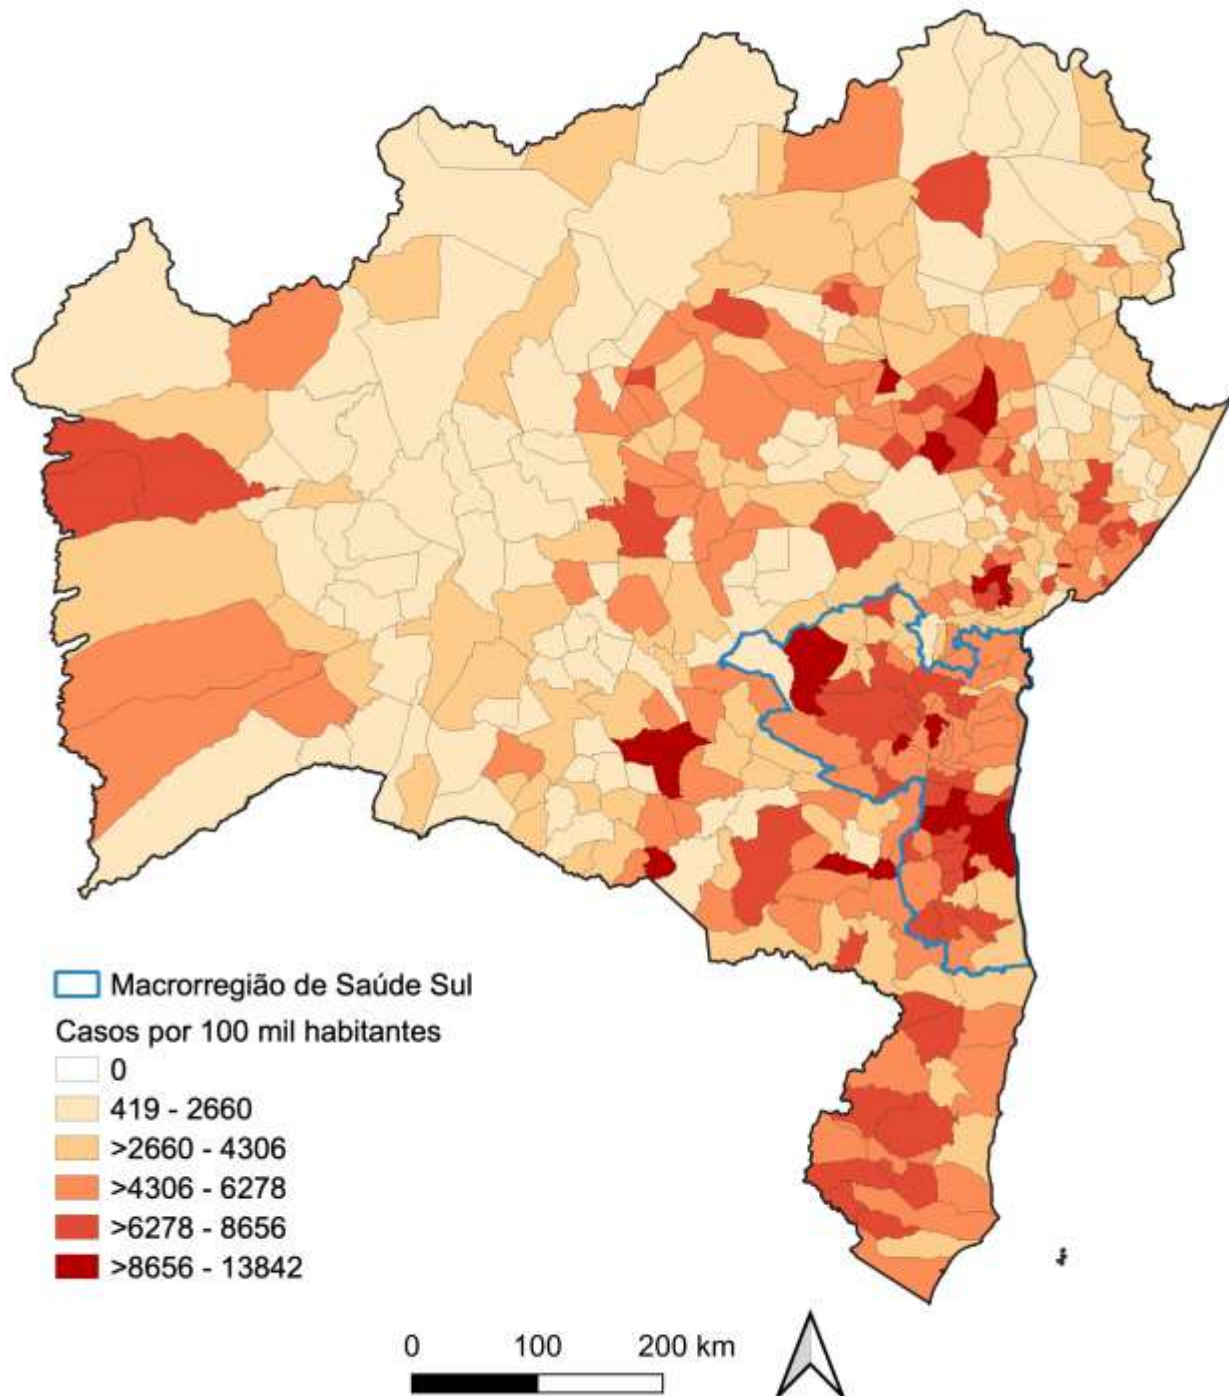 Macrorregião de Saúde Sul
Casos por 100 mil habitantes
0
419 - 2660
>2660 - 4306
>4306 - 6278
>6278 - 8656
>8656 - 13842
0 100 200 km